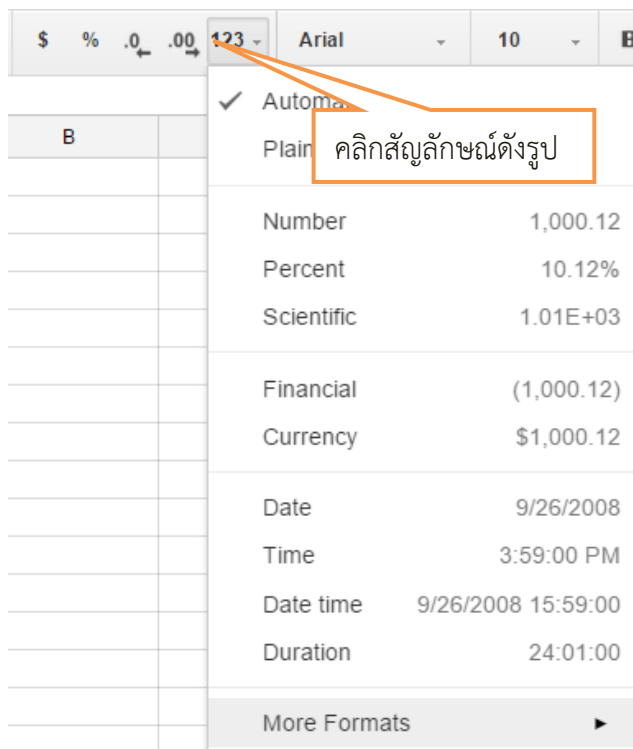 $ % .0 .00 123 Arial 10 B
Automa
B
Plain
คลิกสัญลักษณ์ดังรูป
Number 1,000.12
Percent 10.12%
Scientific 1.01E+03
Financial (1,000.12)
Currency $1,000.12
Date 9/26/2008
Time 3:59:00 PM
Date time 9/26/2008 15:59:00
Duration 24:01:00
More Formats